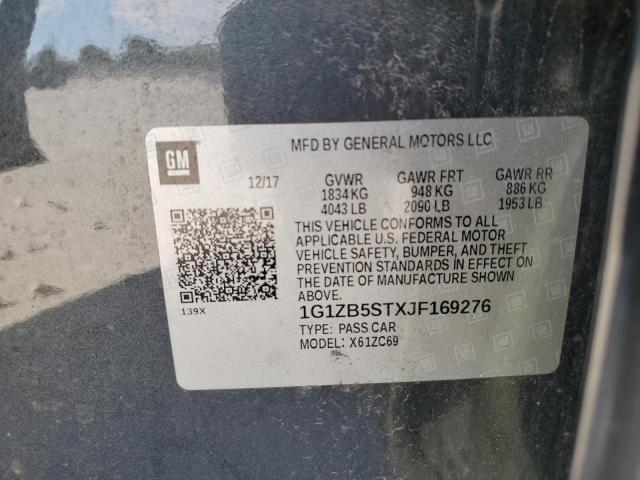 GM
MFD BY GENERAL MOTORS LLC
12/17
GVWR
1834 KG
4043 LB
GAWR FRT
948 KG
2090 LB
GAWR RR
886 KG
1953 LB
THIS VEHICLE CONFORMS TO ALL
APPLICABLE U.S. FEDERAL MOTOR
VEHICLE SAFETY, BUMPER, AND THEFT
PREVENTION STANDARDS IN EFFECT ON
THE DATE OF MANUFACTURE SHOWN
ABOVE.
139X
1G1ZB5STXJF169276
TYPE: PASS CAR
MODEL: X61ZC69